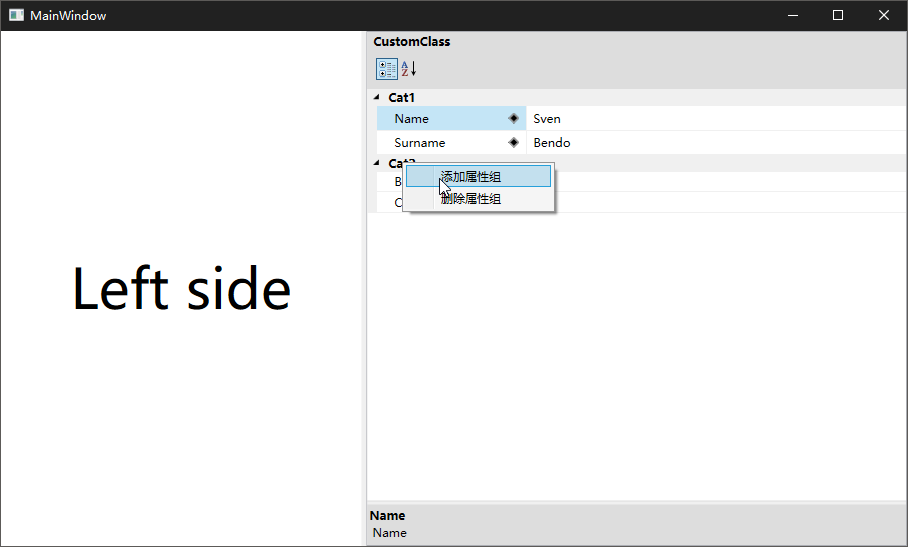 MainWindow
Left side
CustomClass
A
Z
Cat1
Name Sven
Surname Bendo
添加属性组
删除属性组
Name
Name